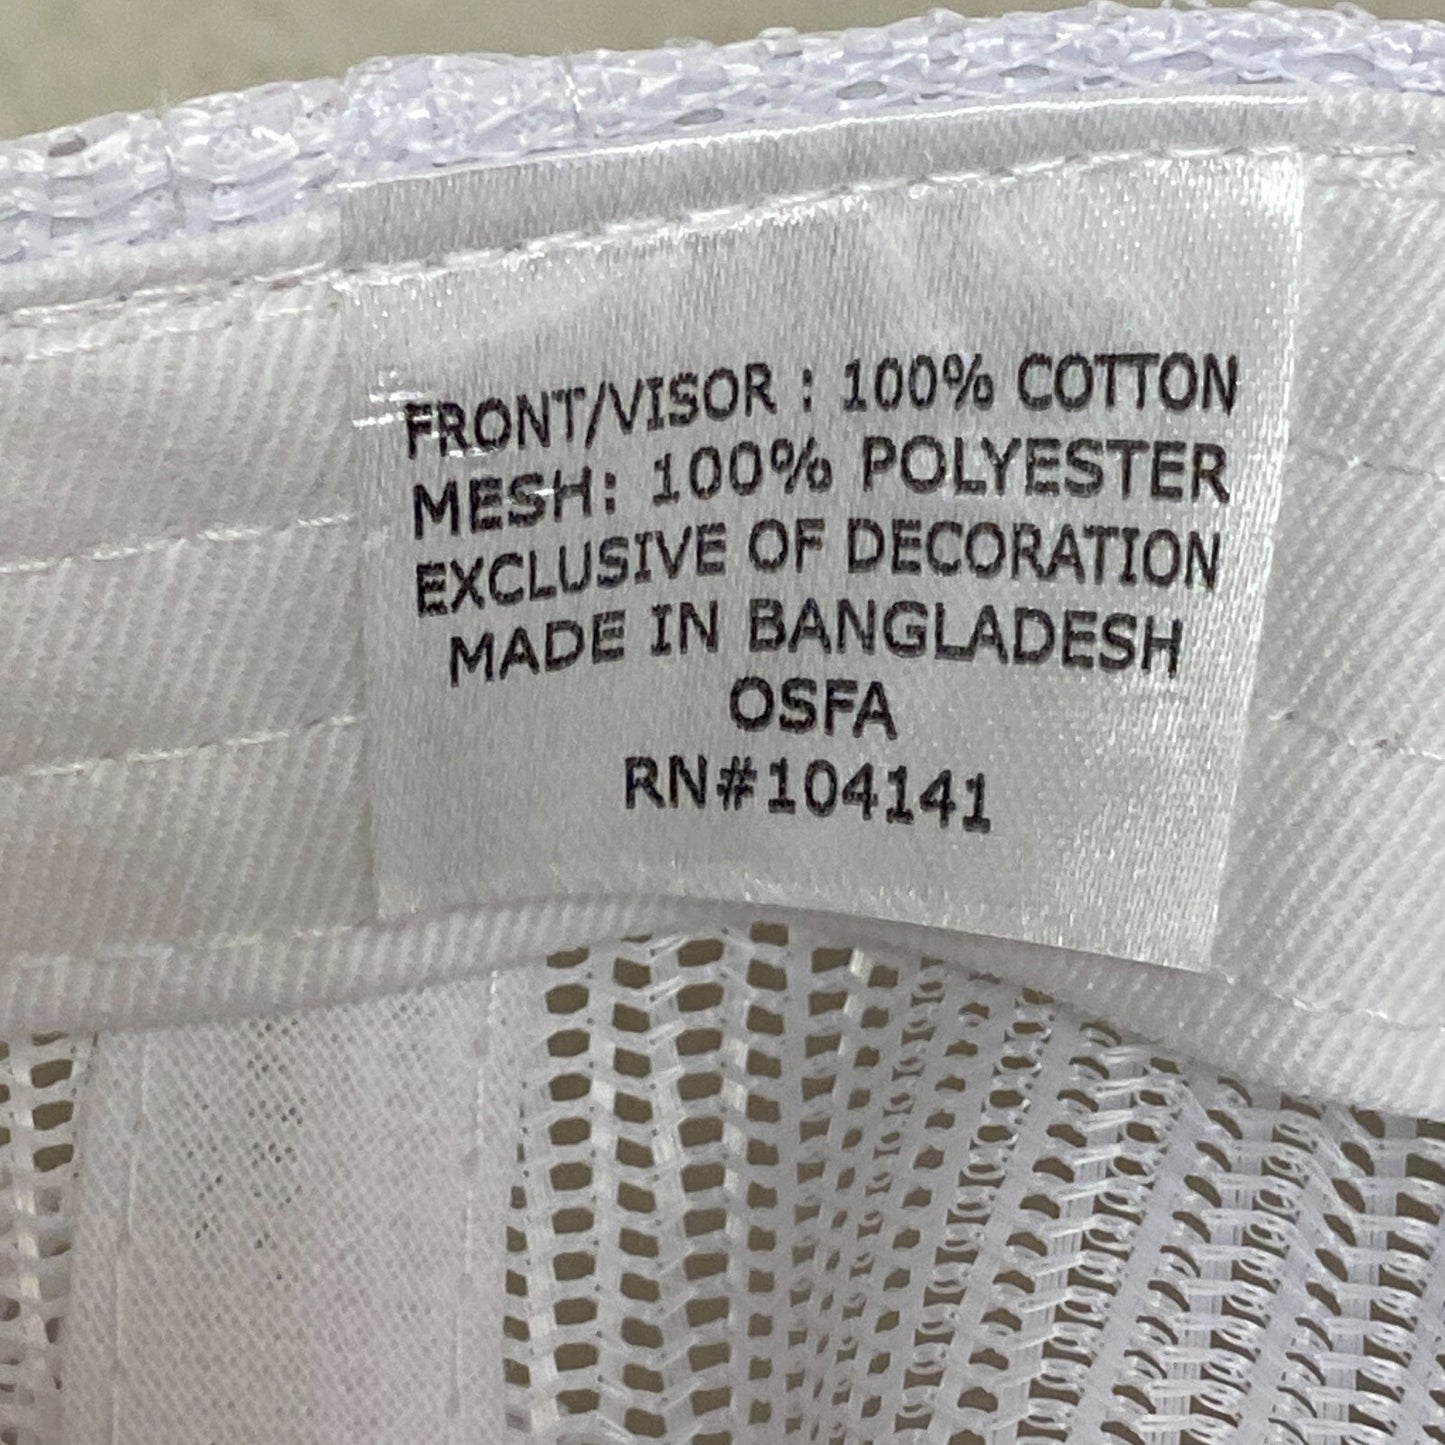 FRONT/VISOR : 100% COTTON
MESH: 100% POLYESTER
EXCLUSIVE OF DECORATION
MADE IN BANGLADESH
OSFA
RN#104141